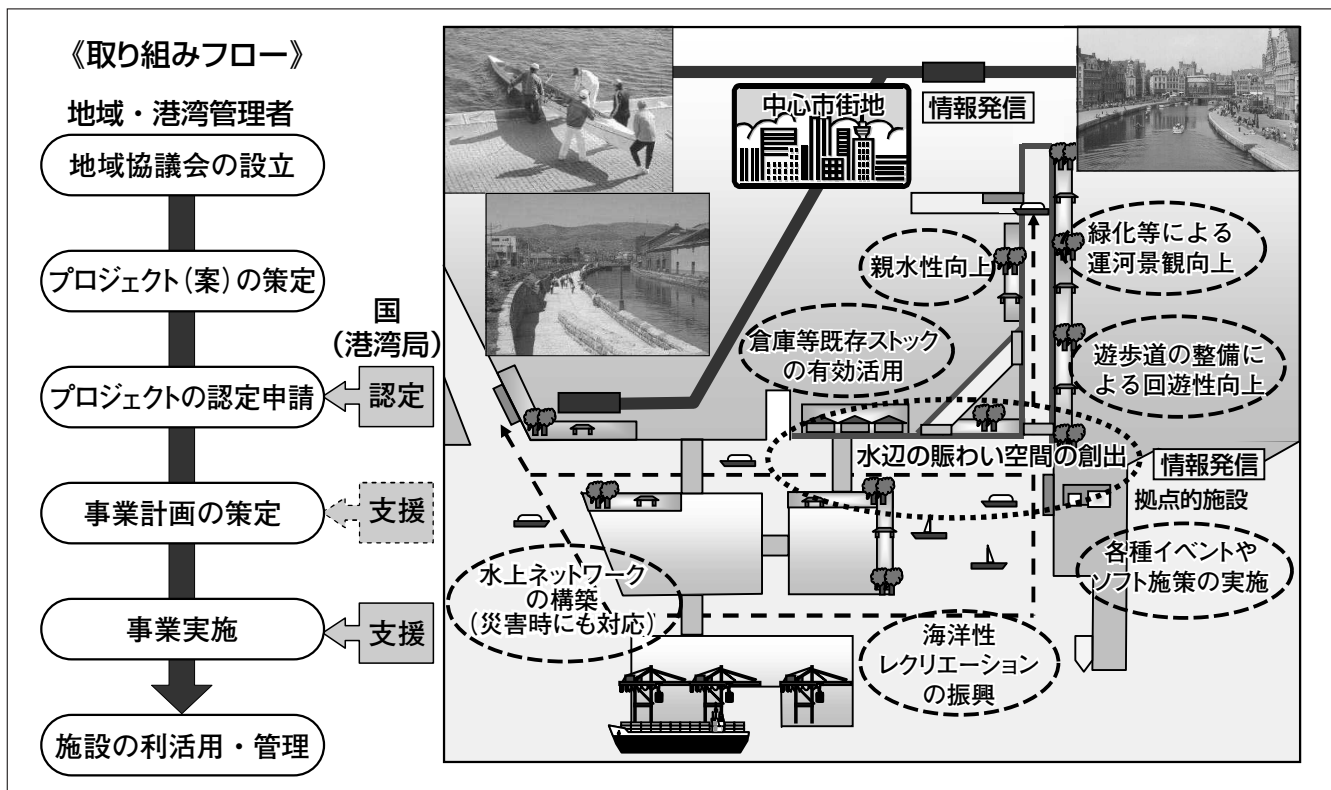 《取り組みフロー》
地域・港湾管理者
地域協議会の設立
プロジェクト(案)の策定
国
(港湾局)
プロジェクトの認定申請
認定
事業計画の策定
支援
事業実施
支援
施設の利活用・管理
中心市街地
情報発信
親水性向上
緑化等による
運河景観向上
倉庫等既存ストック
の有効活用
遊歩道の整備に
よる回遊性向上
水辺の賑わい空間の創出
情報発信
拠点的施設
各種イベントや
ソフト施策の実施
水上ネットワーク
の構築
(災害時にも対応)
海洋性
レクリエーション
の振興